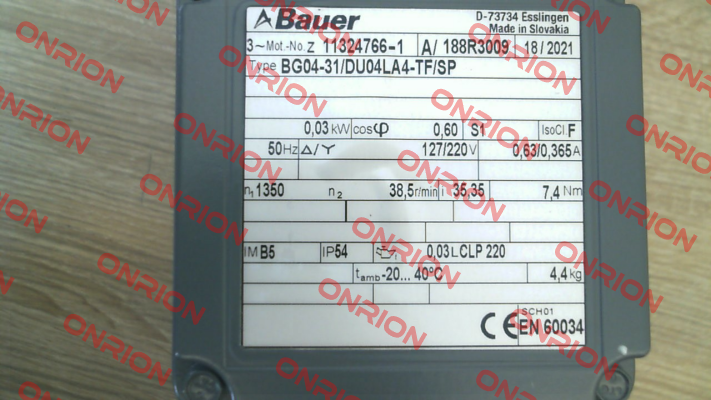 Bauer
D-73734 Esslingen
Made in Slovakia
3~Mot.-No. Z 11324766-1 A/ 188R3009 18/2021
Type BG04-31/DU04LA4-TF/SP
0,03 kW cosφ 0,60 S1 IsoCl. F
50Hz △/Y 127/220 V 0,63/0,365 A
n1 1350 n2 38,5 r/min i 35,35 7,4 Nm
IM B5 IP54 0,03 L CLP 220
tamb -20... 40°C 4,4 kg
SCH01
CE EN 60034
ONRION